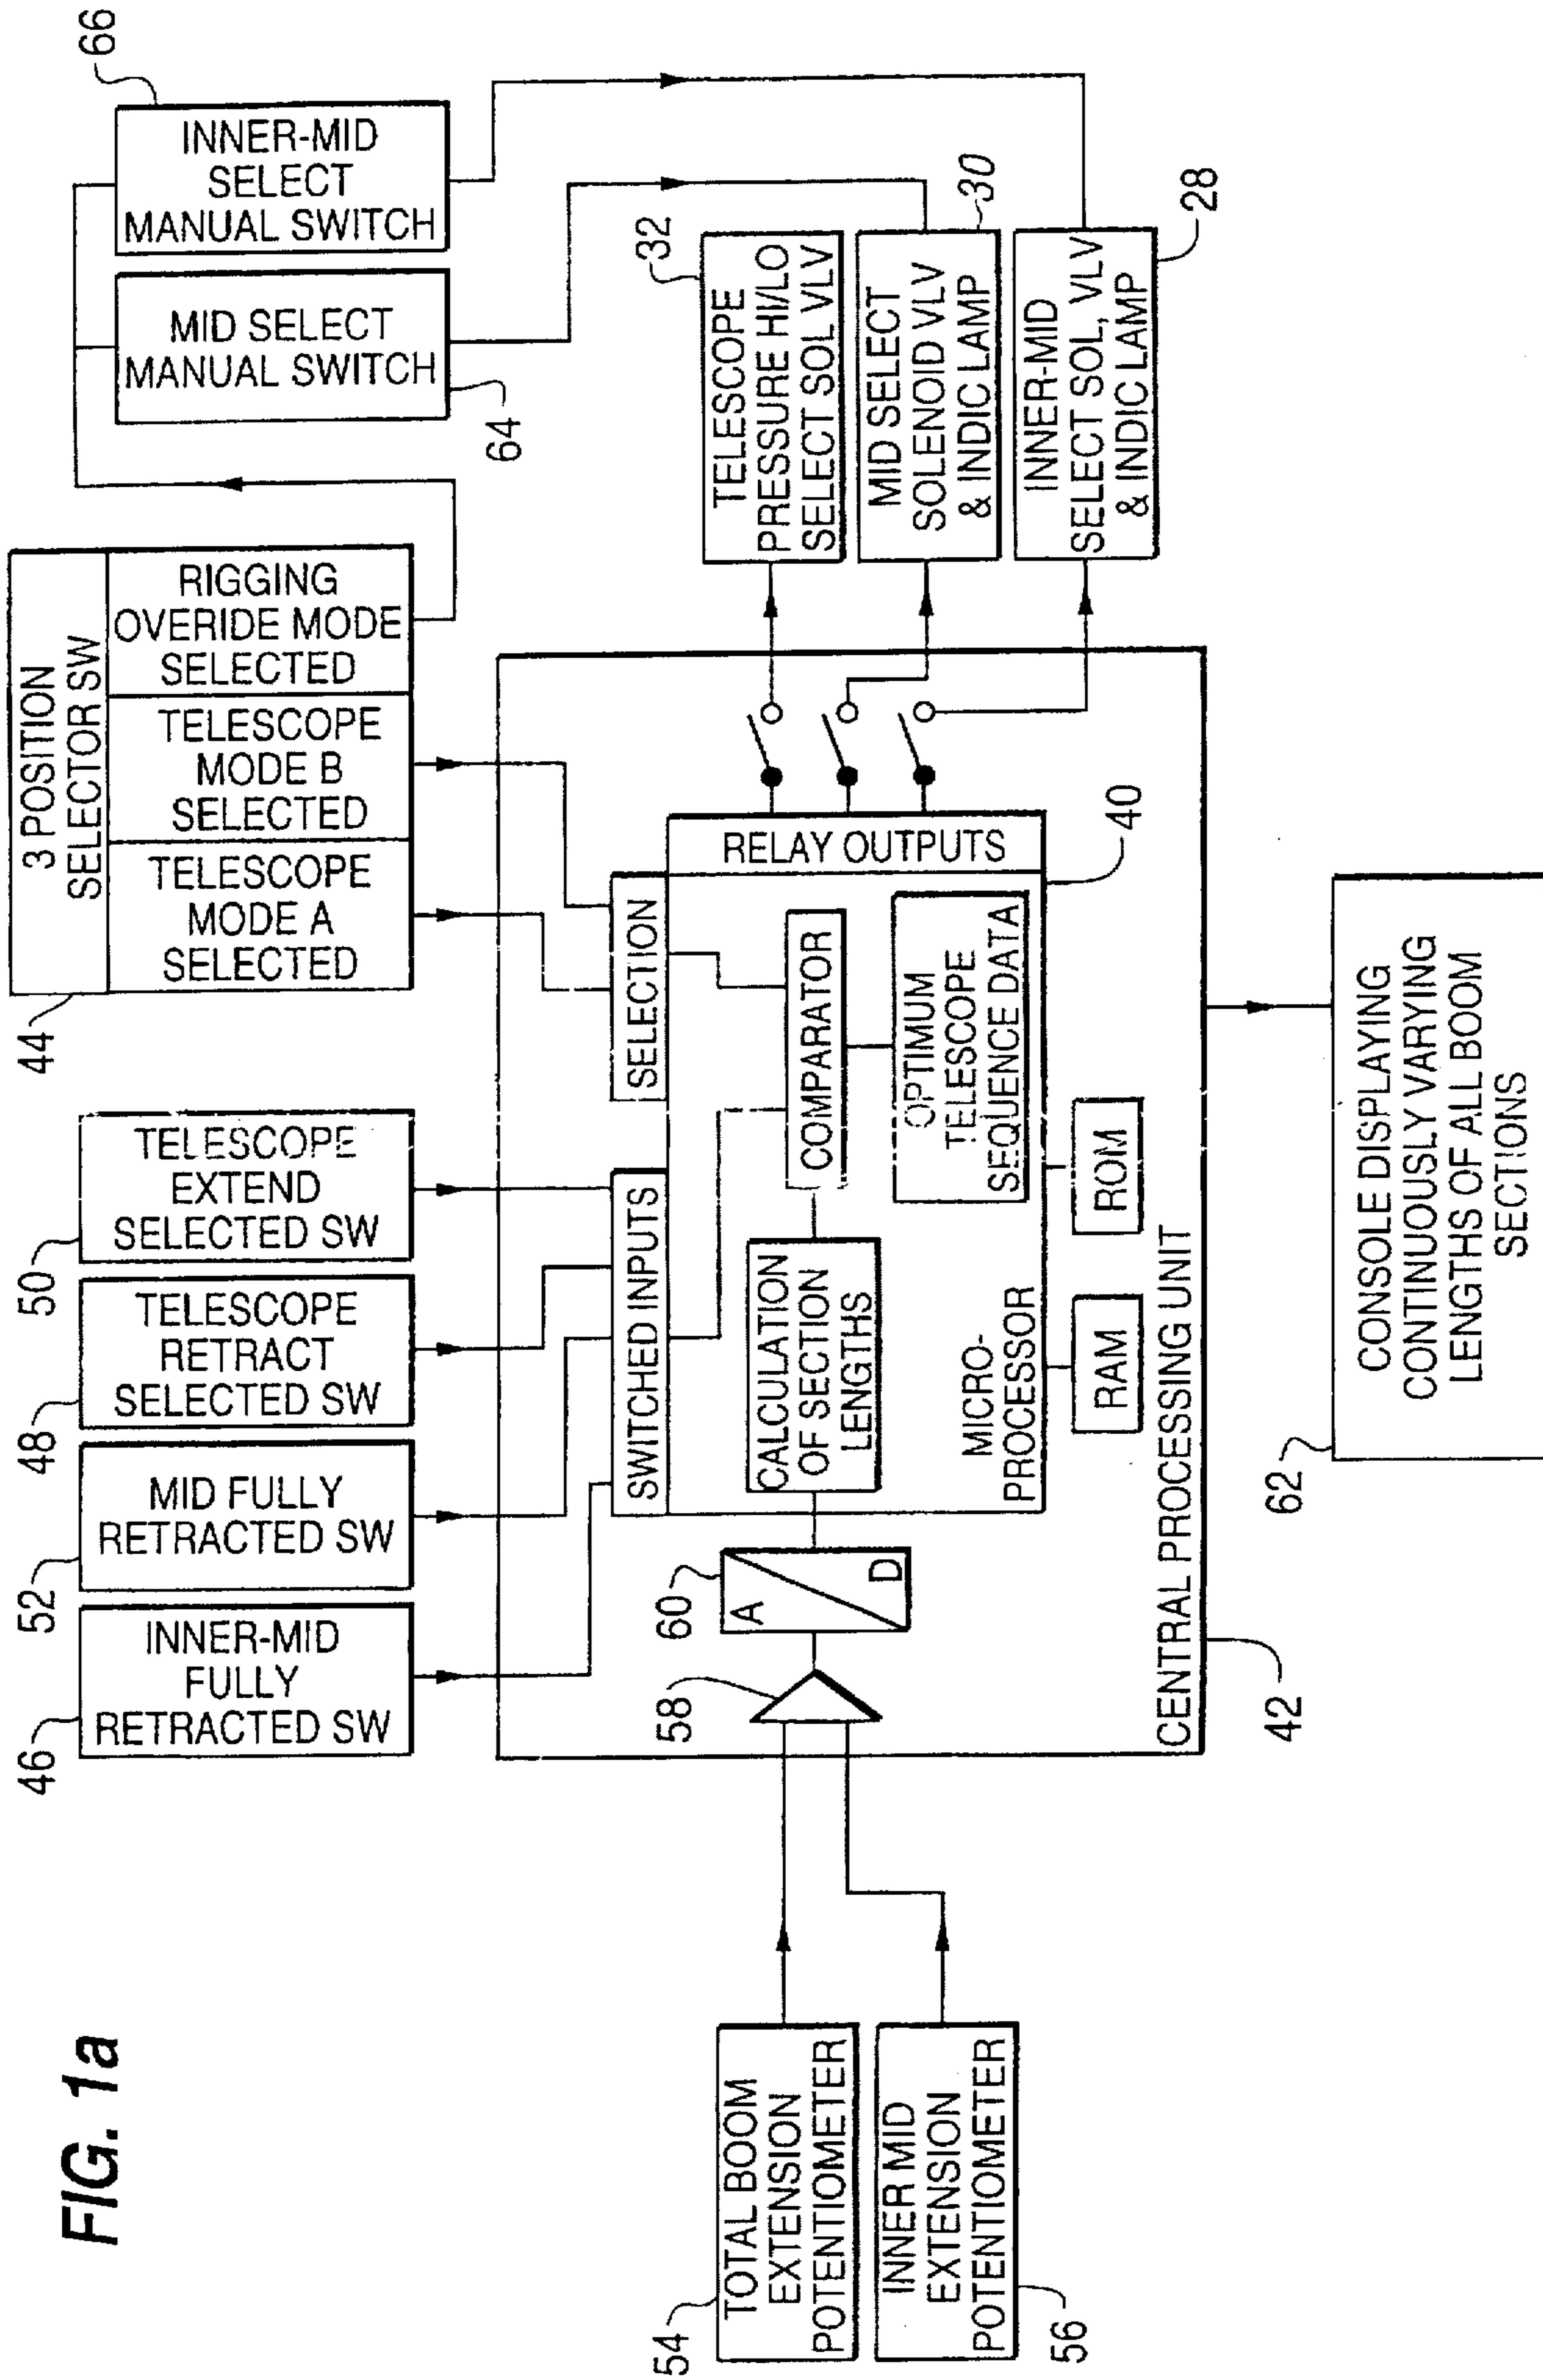 FIG. 1a
46
INNER-MID
FULLY
RETRACTED SW
52
MID FULLY
RETRACTED SW
48
TELESCOPE
RETRACT
SELECTED SW
50
TELESCOPE
EXTEND
SELECTED SW
44
3 POSITION
SELECTOR SW
TELESCOPE
MODE A
SELECTED
TELESCOPE
MODE B
SELECTED
RIGGING
OVERIDE MODE
SELECTED
MID SELECT
MANUAL SWITCH
64
INNER-MID
SELECT
MANUAL SWITCH
66
54
TOTAL BOOM
EXTENSION
POTENTIOMETER
INNER MID
EXTENSION
POTENTIOMETER
56
58
60
A
D
SWITCHED INPUTS
SELECTION
CALCULATION
OF SECTION
LENGTHS
COMPARATOR
OPTIMUM
TELESCOPE
SEQUENCE DATA
RELAY OUTPUTS
MICRO-
PROCESSOR
40
RAM
ROM
CENTRAL PROCESSING UNIT
42
32
TELESCOPE
PRESSURE HI/LO
SELECT SOL VLV
MID SELECT
SOLENOID VLV
& INDIC LAMP
30
INNER-MID
SELECT SOL, VLV
& INDIC LAMP
28
62
CONSOLE DISPLAYING
CONTINUOUSLY VARYING
LENGTHS OF ALL BOOM
SECTIONS